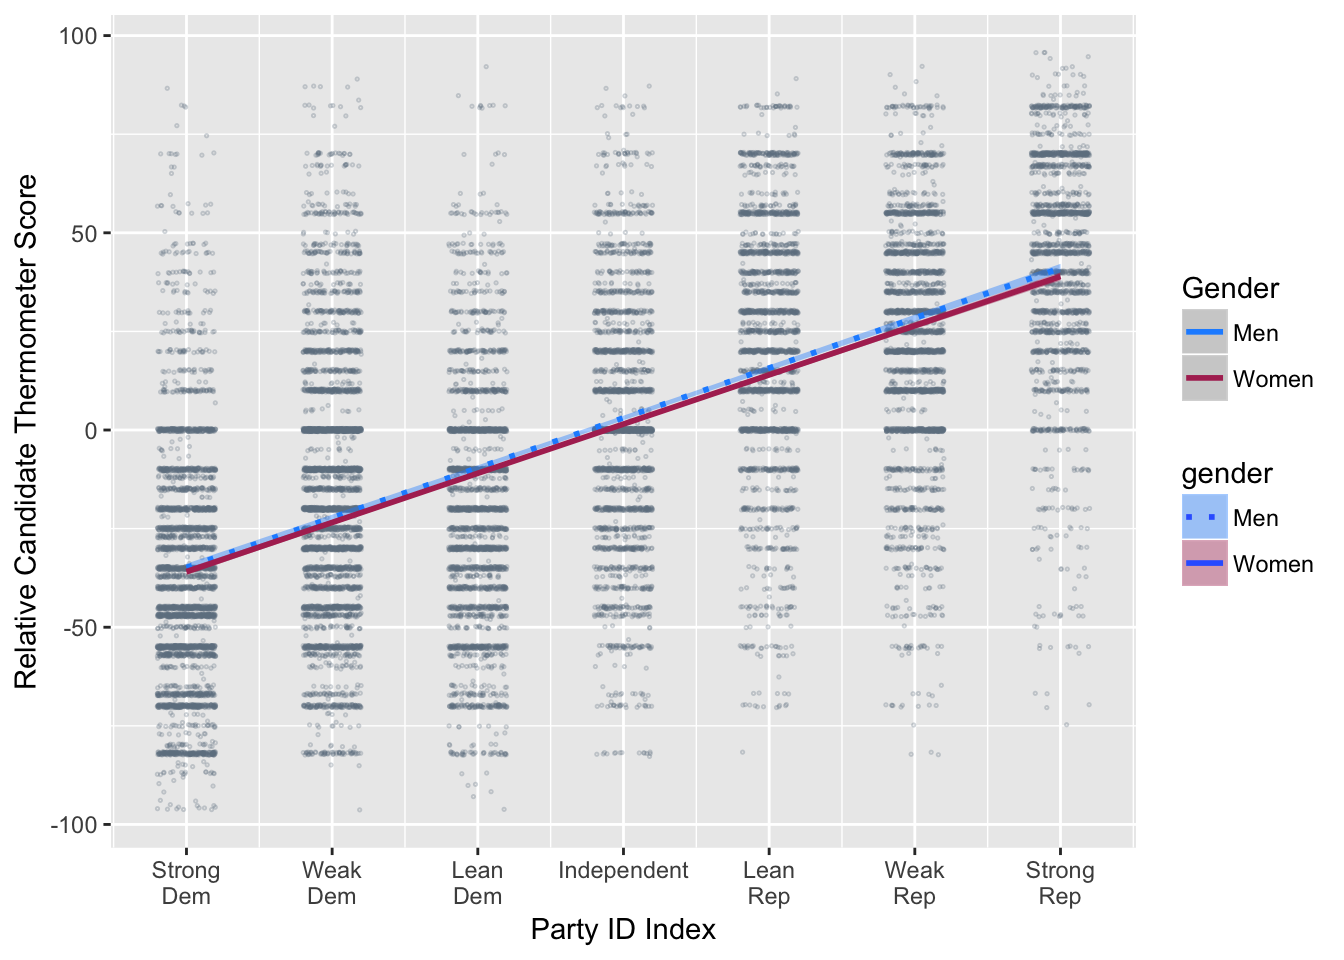 Relative Candidate Thermometer Score
100
50
0
-50
-100
Strong
Dem
Weak
Dem
Lean
Dem
Independent
Lean
Rep
Weak
Rep
Strong
Rep
Party ID Index
Gender
Men
Women
gender
Men
Women